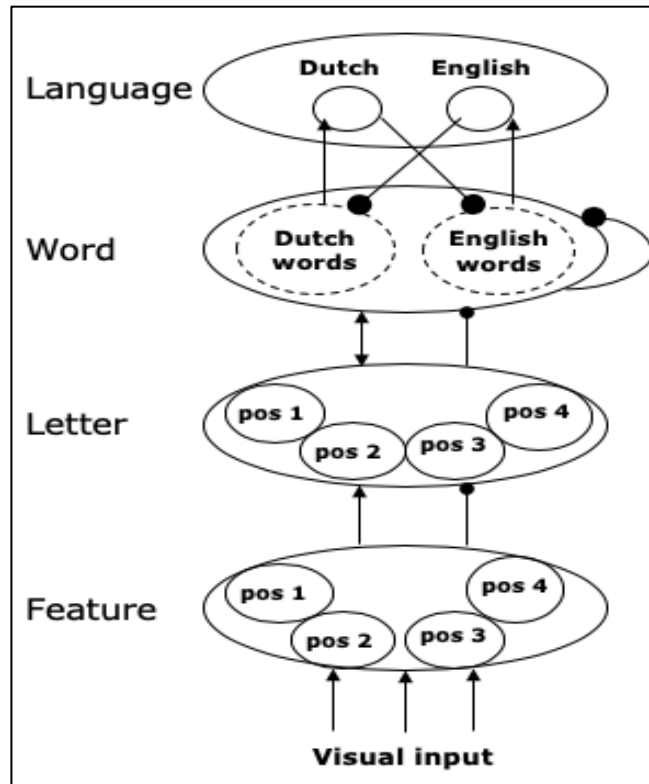 Dutch English
Language
Word
Dutch words
English words
Letter
pos 1
pos 2
pos 3
pos 4
Feature
pos 1
pos 2
pos 3
pos 4
Visual input